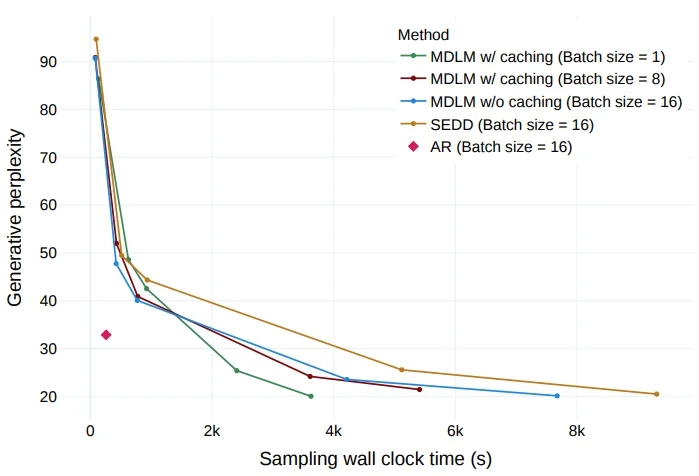 Method
MDLM w/ caching (Batch size = 1)
MDLM w/ caching (Batch size = 8)
MDLM w/o caching (Batch size = 16)
SEDD (Batch size = 16)
AR (Batch size = 16)
Generative perplexity
90
80
70
60
50
40
30
20
0 2k 4k 6k 8k
Sampling wall clock time (s)